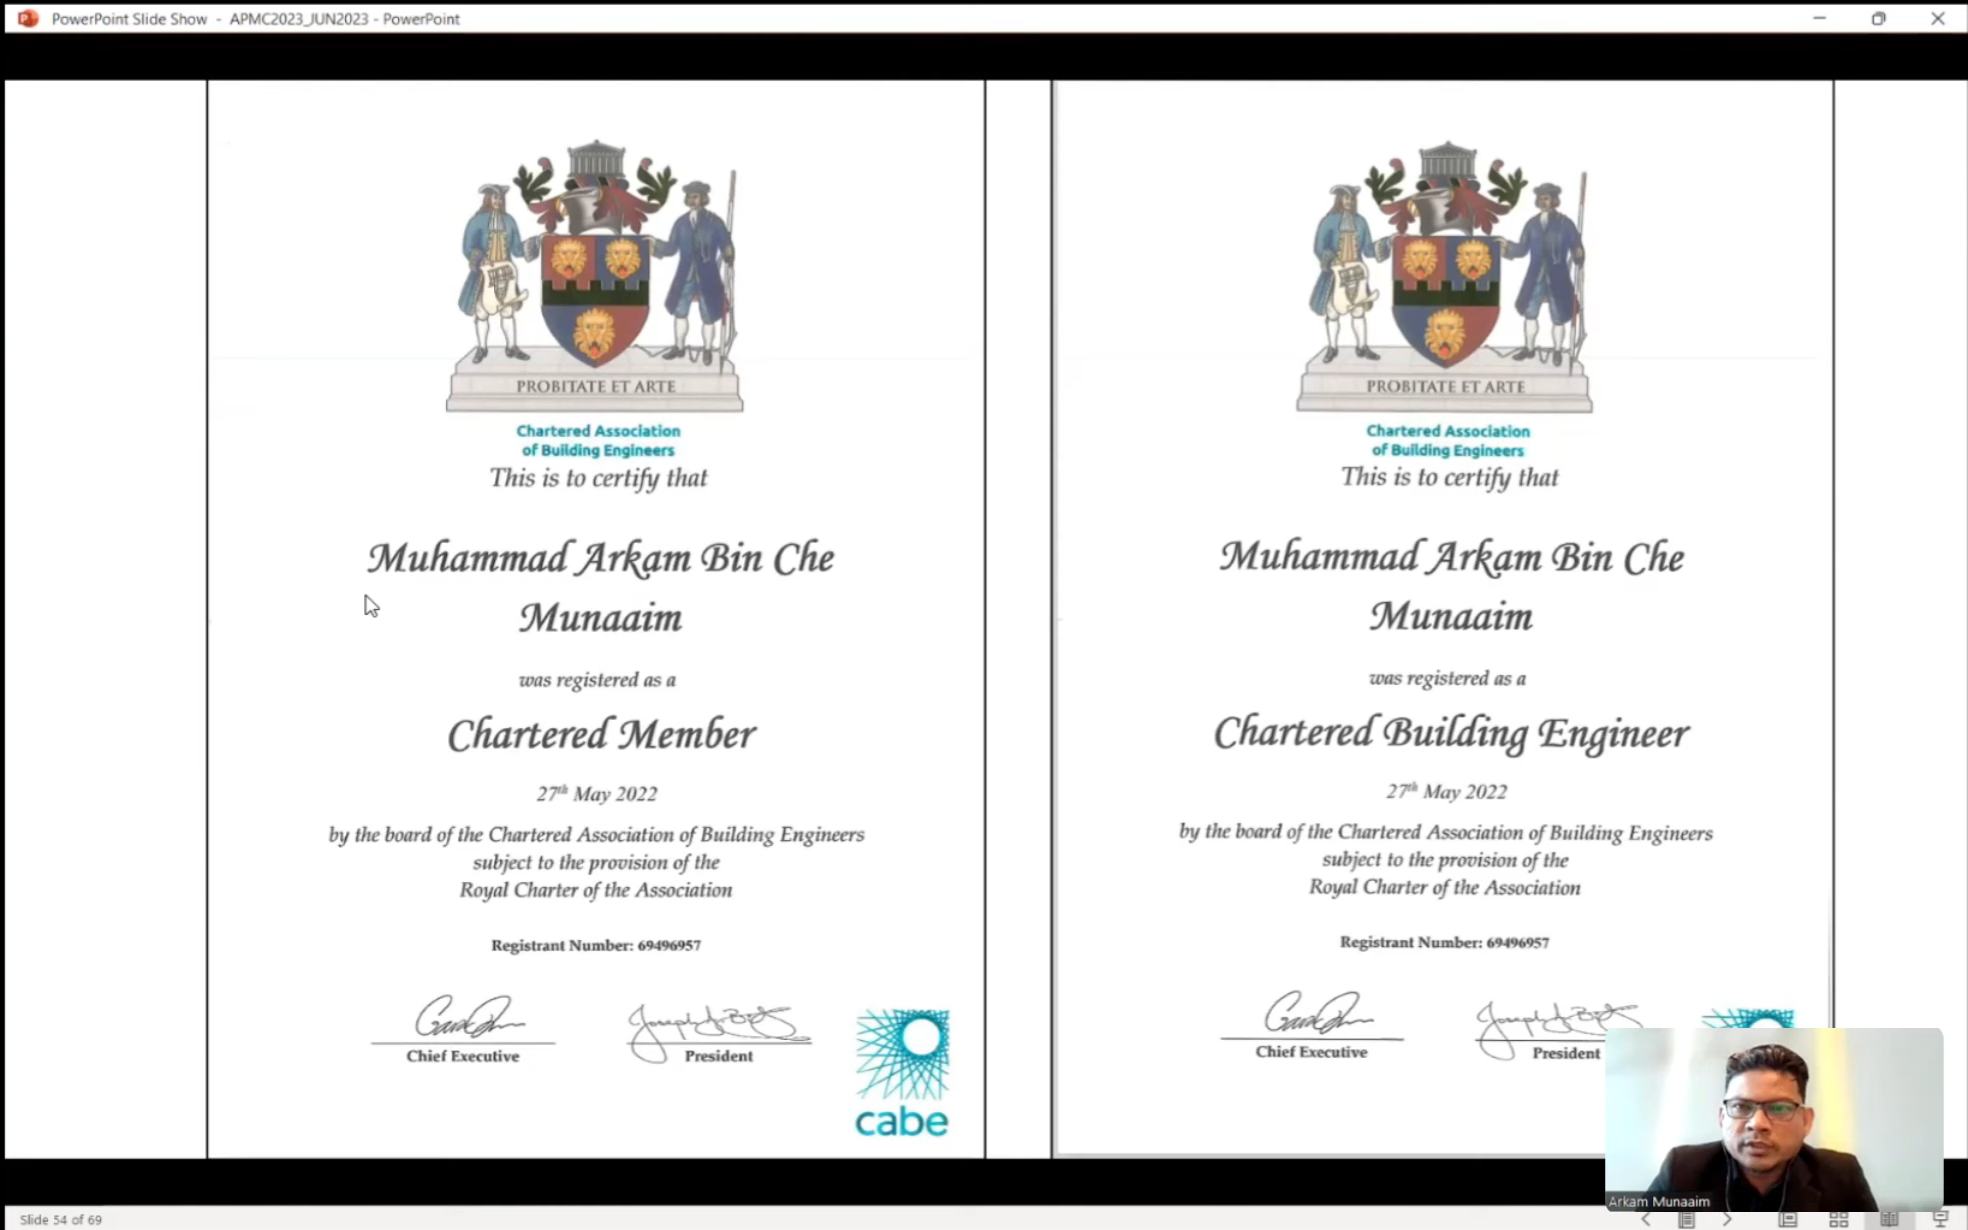 PowerPoint Slide Show - APMC2023_JUN2023 - PowerPoint
PROBITATE ET ARTE
Chartered Association
of Building Engineers
This is to certify that
Muhammad Arkam Bin Che
Munaaim
was registered as a
Chartered Member
27th May 2022
by the board of the Chartered Association of Building Engineers
subject to the provision of the
Royal Charter of the Association
Registrant Number: 69496957
Chief Executive
President
cabe
PROBITATE ET ARTE
Chartered Association
of Building Engineers
This is to certify that
Muhammad Arkam Bin Che
Munaaim
was registered as a
Chartered Building Engineer
27th May 2022
by the board of the Chartered Association of Building Engineers
subject to the provision of the
Royal Charter of the Association
Registrant Number: 69496957
Chief Executive
President
Arkam Munaaim
Slide 54 of 69